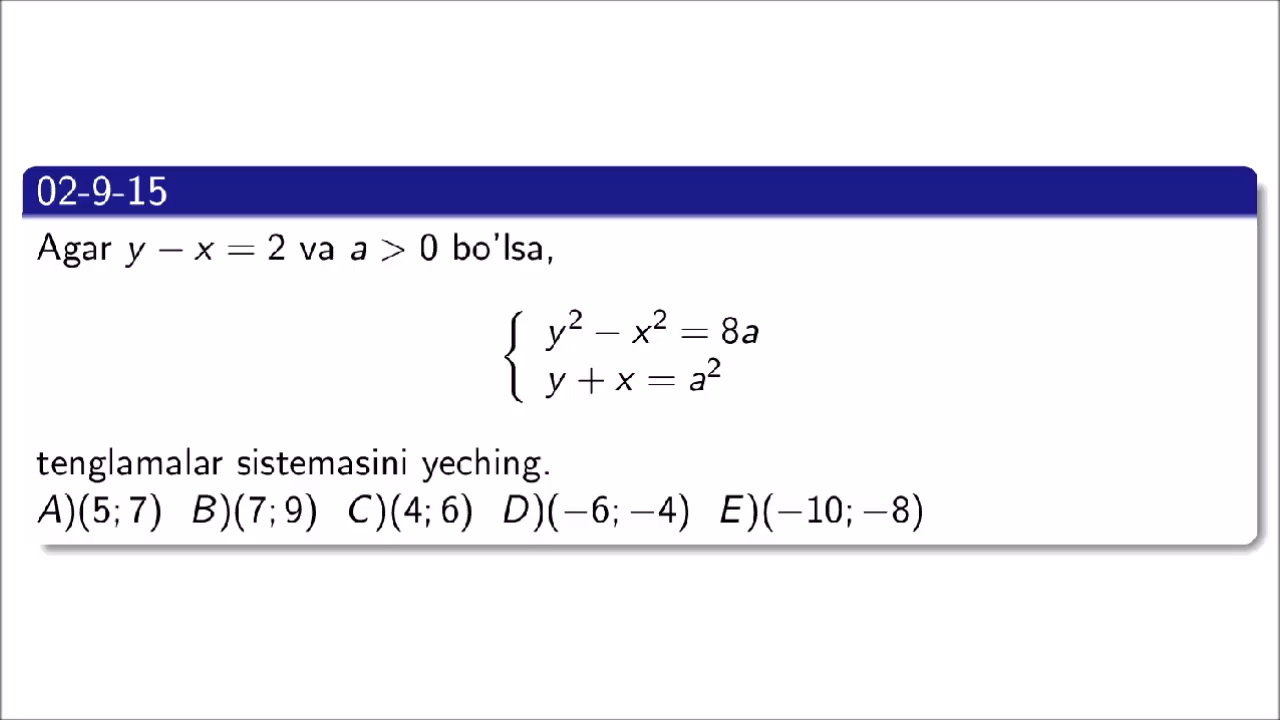 02-9-15
Agar y − x = 2 va a > 0 bo'lsa,
y² − x² = 8a
y + x = a²
tenglamalar sistemasini yeching.
A)(5; 7) B)(7; 9) C)(4; 6) D)(−6; −4) E)(−10; −8)